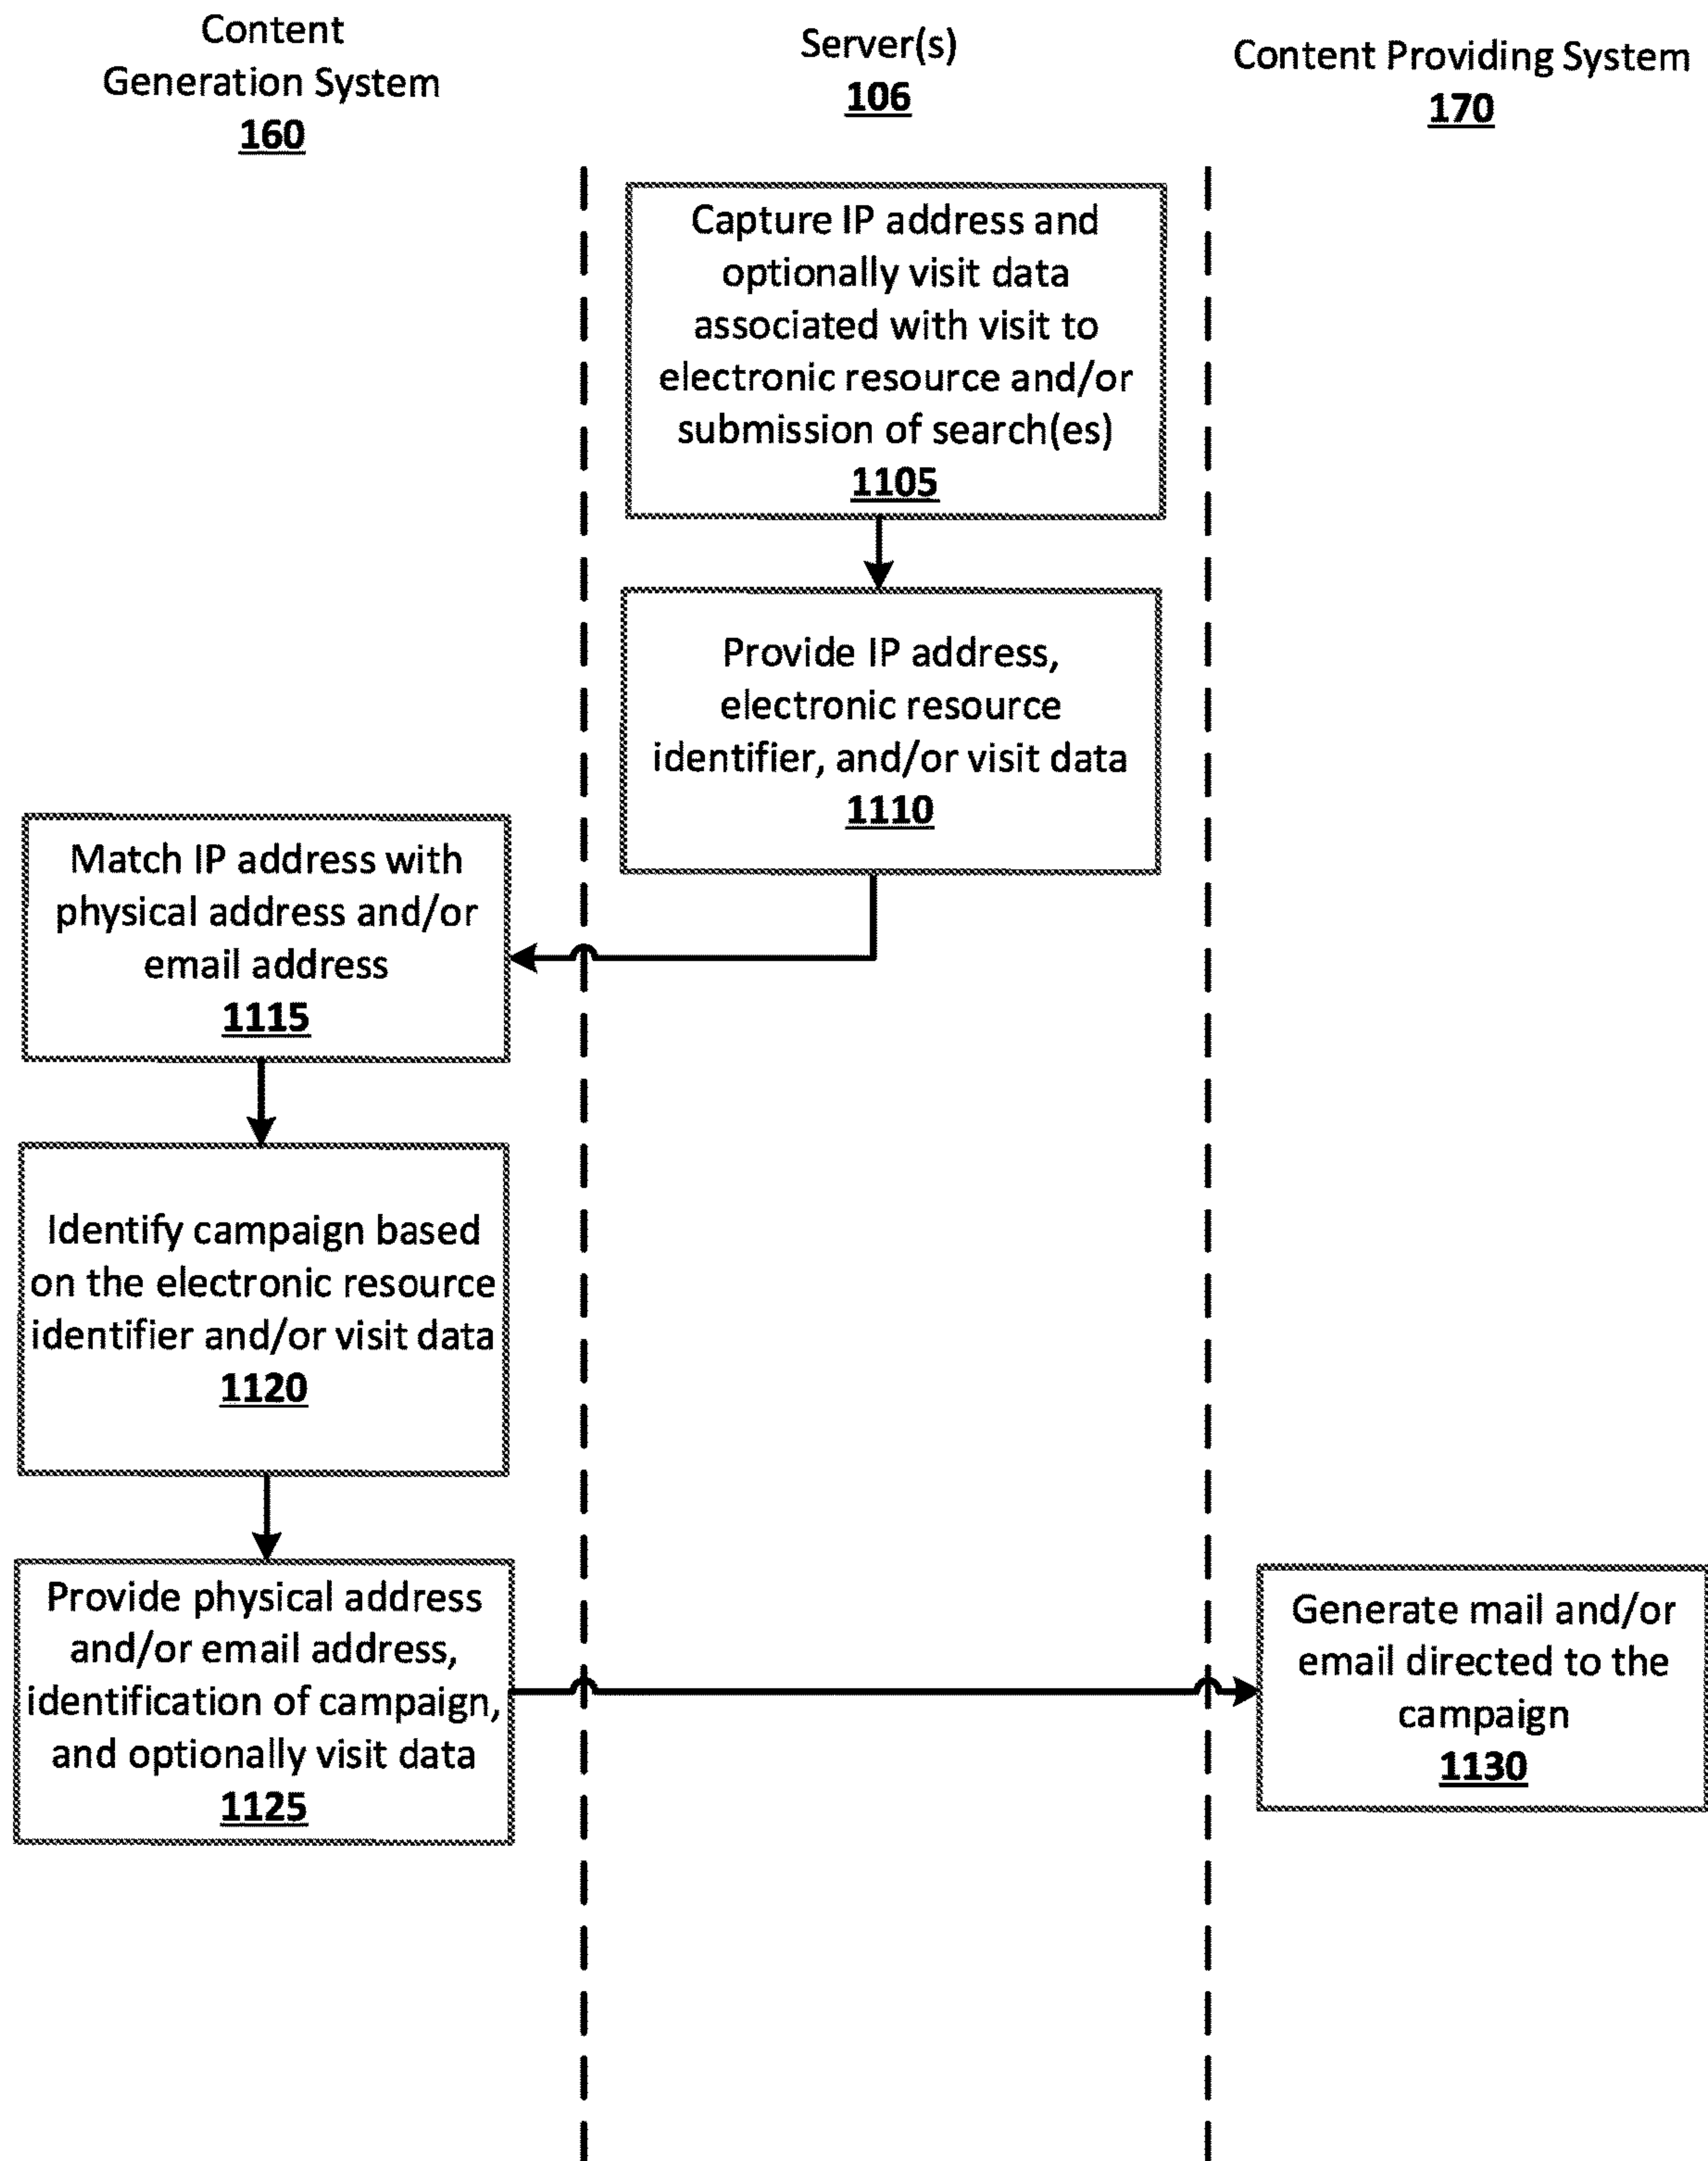 Content
Generation System
160
Server(s)
106
Content Providing System
170
Capture IP address and
optionally visit data
associated with visit to
electronic resource and/or
submission of search(es)
1105
Provide IP address,
electronic resource
identifier, and/or visit data
1110
Match IP address with
physical address and/or
email address
1115
Identify campaign based
on the electronic resource
identifier and/or visit data
1120
Provide physical address
and/or email address,
identification of campaign,
and optionally visit data
1125
Generate mail and/or
email directed to the
campaign
1130